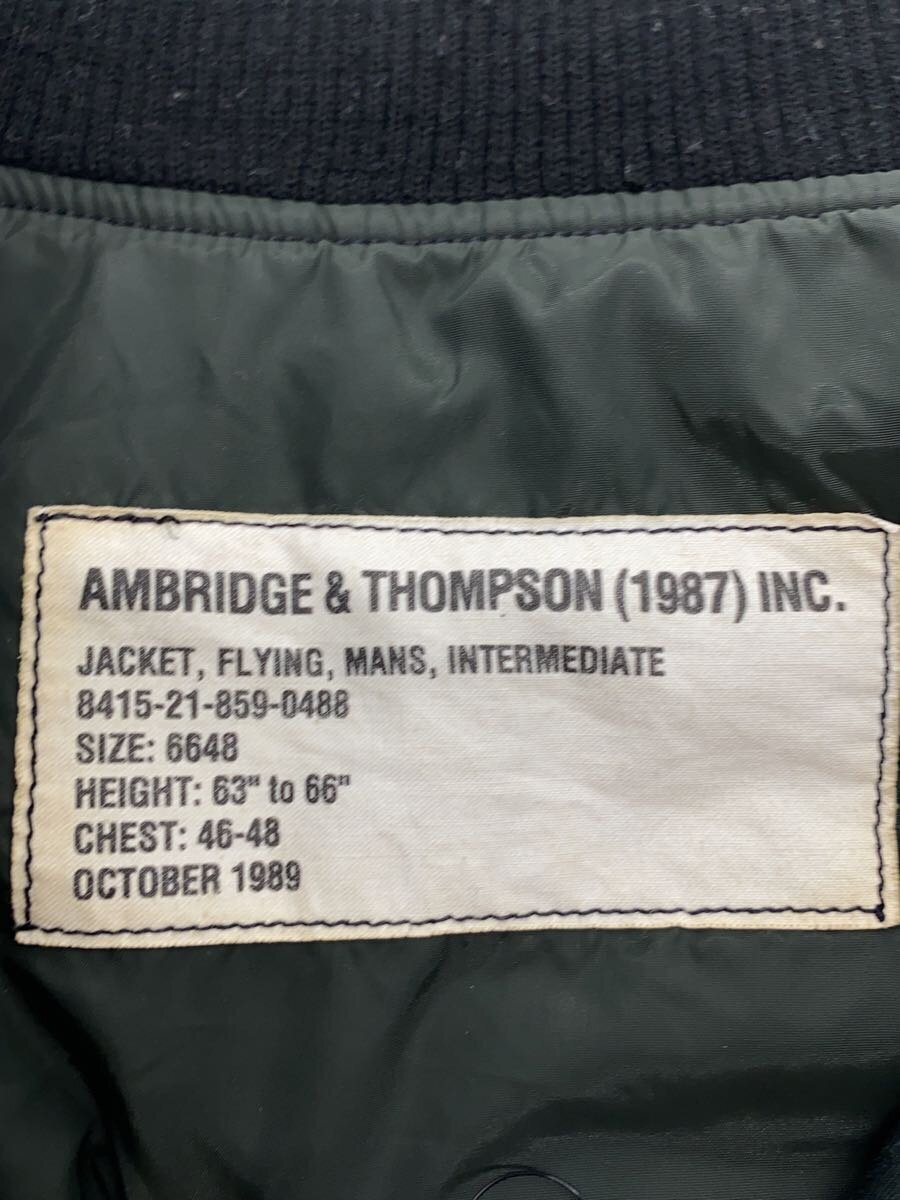 AMBRIDGE & THOMPSON (1987) INC.
JACKET, FLYING, MANS, INTERMEDIATE
8415-21-859-0488
SIZE: 6648
HEIGHT: 63" to 66"
CHEST: 46-48
OCTOBER 1989